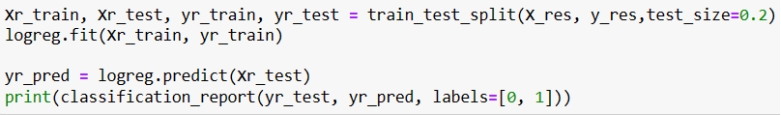 Xr_train, Xr_test, yr_train, yr_test = train_test_split(X_res, y_res,test_size=0.2)
logreg.fit(Xr_train, yr_train)
yr_pred = logreg.predict(Xr_test)
print(classification_report(yr_test, yr_pred, labels=[0, 1]))